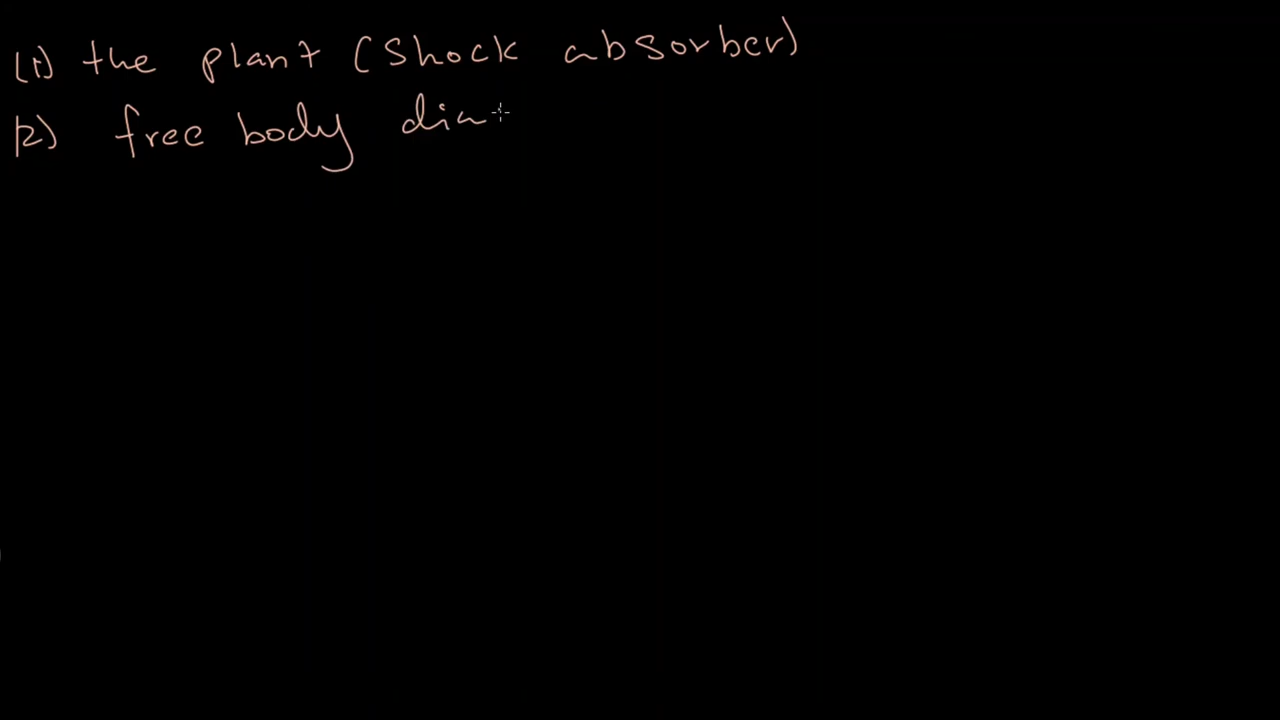 (1) the plant (Shock absorber)
(2) free body dia